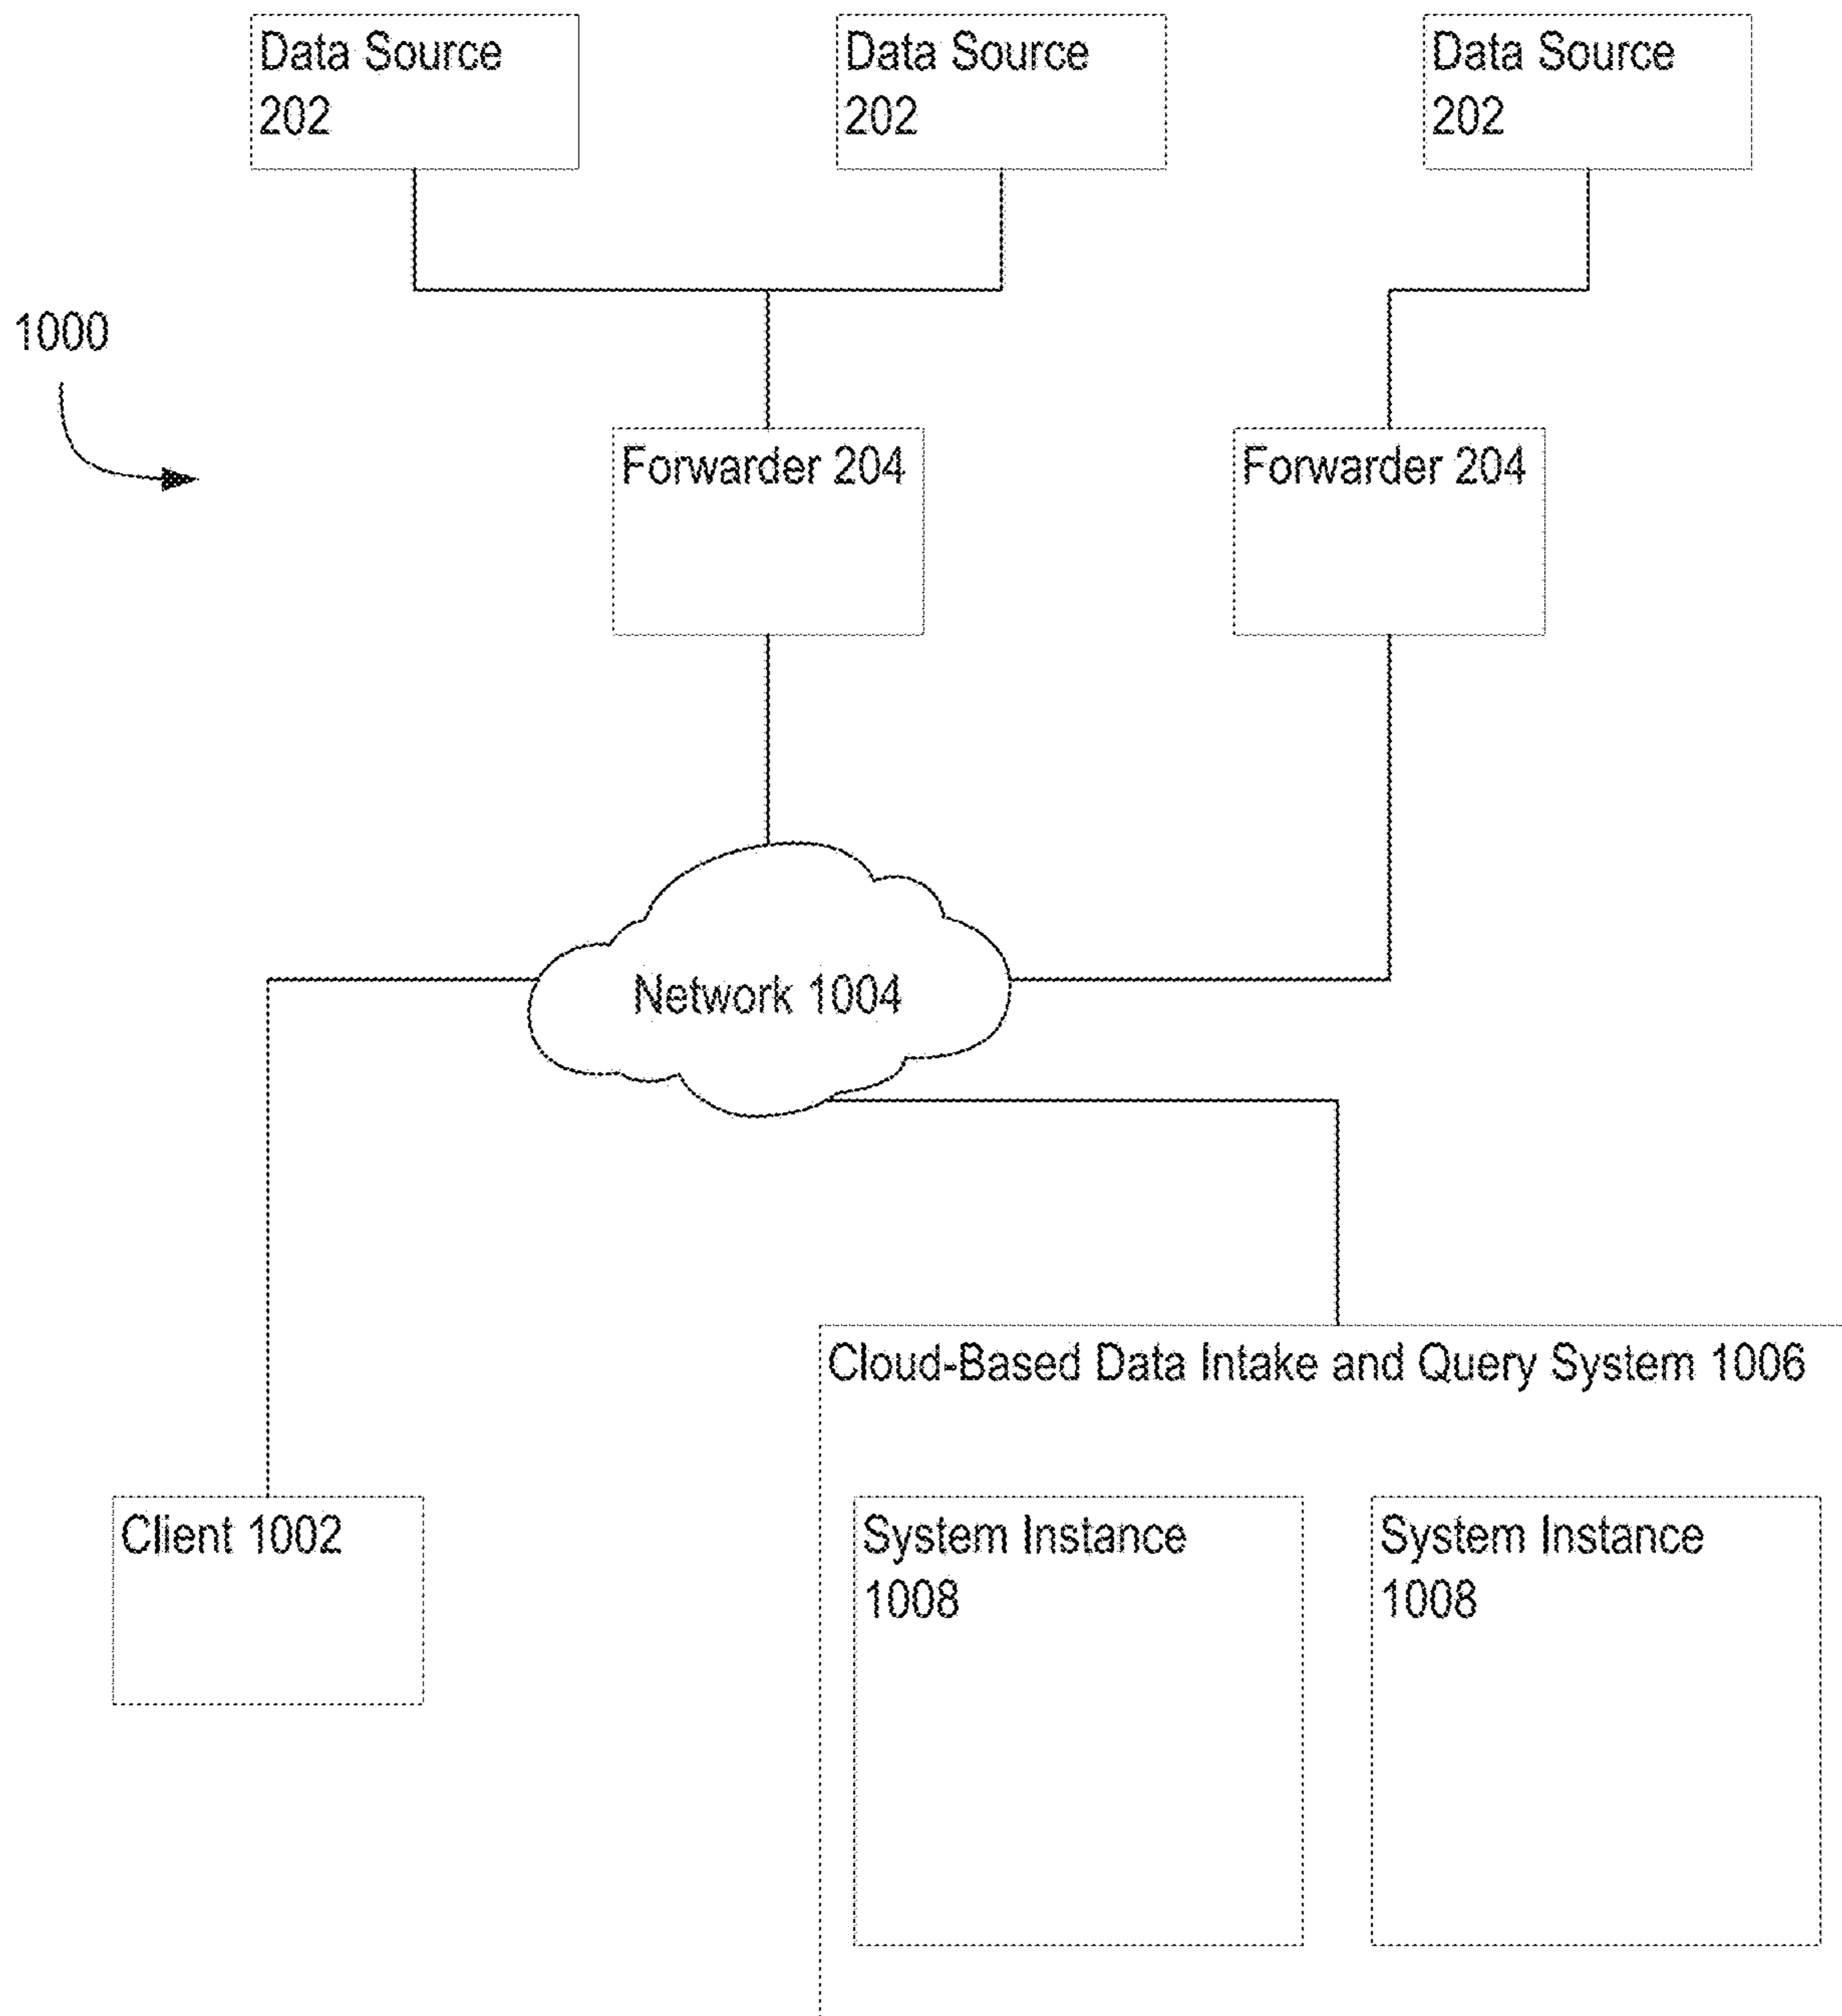 Data Source
202
Data Source
202
Data Source
202
1000
Forwarder 204
Forwarder 204
Network 1004
Cloud-Based Data Intake and Query System 1006
Client 1002
System Instance
1008
System Instance
1008